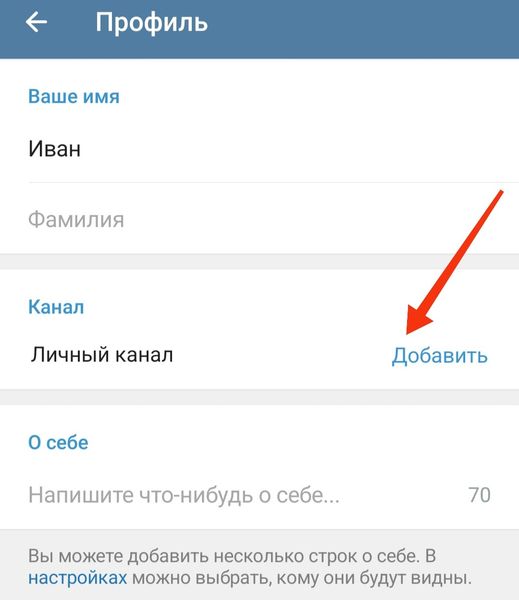 Профиль
Ваше имя
Иван
Фамилия
Канал
Личный канал Добавить
О себе
Напишите что-нибудь о себе... 70
Вы можете добавить несколько строк о себе. В
настройках можно выбрать, кому они будут видны.